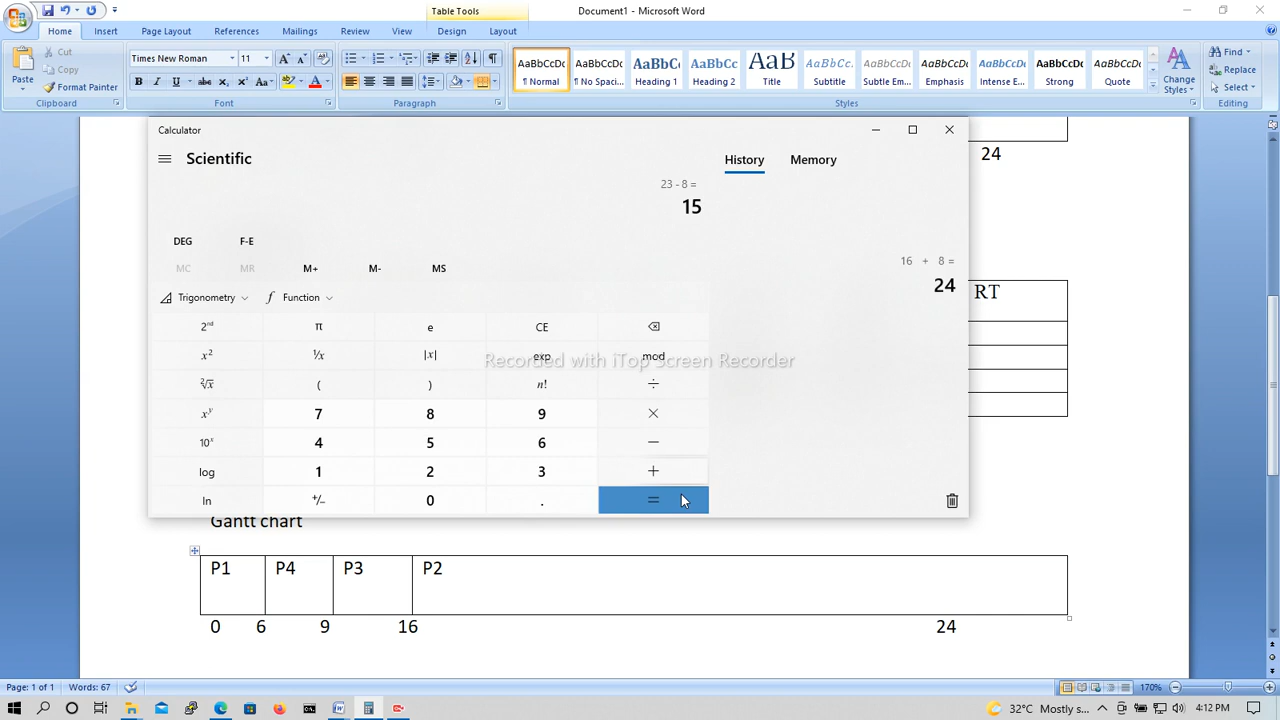 Table Tools
Document1 - Microsoft Word
Home Insert Page Layout References Mailings Review View Design Layout
Paste
Cut
Copy
Format Painter
Clipboard
Times New Roman 11
Font
Paragraph
AaBbCcDc AaBbCcDc AaBbC AaBbCc AaB AaBbCc. AaBbCcDc AaBbCcDc AaBbCcDc AaBbCcDc AaBbCcDc
¶ Normal ¶ No Spaci... Heading 1 Heading 2 Title Subtitle Subtle Em... Emphasis Intense E... Strong Quote
Styles
Change Styles
Find
Replace
Select
Editing
24
Calculator
Scientific
History Memory
23 - 8 =
15
16 + 8 =
24
DEG F-E
MC MR M+ M- MS
Trigonometry f Function
2nd π e CE
x² ¹/x |x| exp mod
²√x ( ) n! ÷
xʸ 7 8 9 ×
10ˣ 4 5 6 −
log 1 2 3 +
ln +/− 0 . =
Recorded with iTop Screen Recorder
RT
Gantt chart
P1 P4 P3 P2
0 6 9 16 24
Page: 1 of 1 Words: 67 170%
32°C Mostly s... 4:12 PM